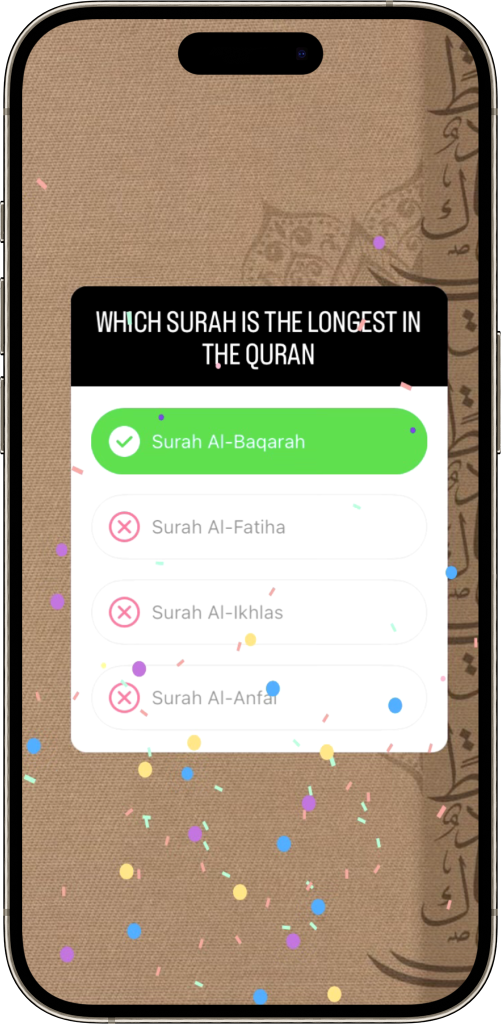 WHICH SURAH IS THE LONGEST IN
THE QURAN
Surah Al-Baqarah
Surah Al-Fatiha
Surah Al-Ikhlas
Surah Al-Anfal